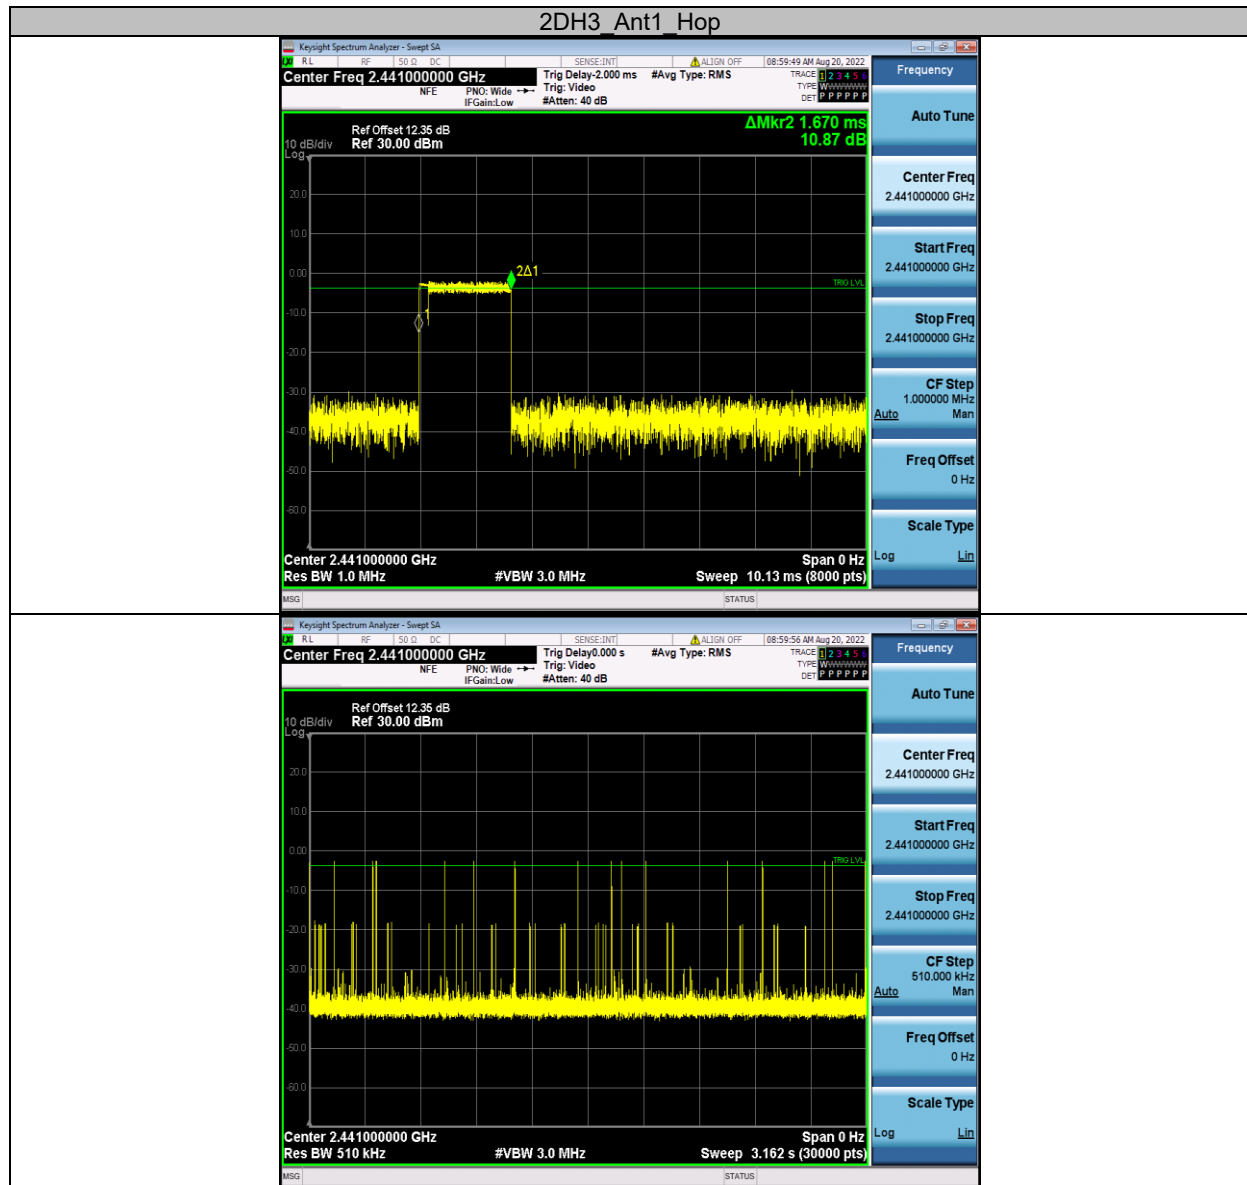 2DH3_Ant1_Hop
Keysight Spectrum Analyzer - Swept SA
LXI RL RF 50 Ω DC SENSE:INT ALIGN OFF 08:59:49 AM Aug 20, 2022
Center Freq 2.441000000 GHz Trig Delay-2.000 ms #Avg Type: RMS TRACE 1 2 3 4 5 6
NFE PNO: Wide Trig: Video TYPE WWWWWW
IFGain:Low #Atten: 40 dB DET P P P P P P
ΔMkr2 1.670 ms
10.87 dB
Ref Offset 12.35 dB
10 dB/div Ref 30.00 dBm
Log
20.0
10.0
0.00
2Δ1
TRIG LVL
-10.0
1
-20.0
-30.0
-40.0
-50.0
-60.0
Center 2.441000000 GHz Span 0 Hz
Res BW 1.0 MHz #VBW 3.0 MHz Sweep 10.13 ms (8000 pts)
MSG STATUS
Frequency
Auto Tune
Center Freq
2.441000000 GHz
Start Freq
2.441000000 GHz
Stop Freq
2.441000000 GHz
CF Step
1.000000 MHz
Auto Man
Freq Offset
0 Hz
Scale Type
Log Lin
Keysight Spectrum Analyzer - Swept SA
LXI RL RF 50 Ω DC SENSE:INT ALIGN OFF 08:59:56 AM Aug 20, 2022
Center Freq 2.441000000 GHz Trig Delay0.000 s #Avg Type: RMS TRACE 1 2 3 4 5 6
NFE PNO: Wide Trig: Video TYPE WWWWWW
IFGain:Low #Atten: 40 dB DET P P P P P P
Ref Offset 12.35 dB
10 dB/div Ref 30.00 dBm
Log
20.0
10.0
0.00
TRIG LVL
-10.0
-20.0
-30.0
-40.0
-50.0
-60.0
Center 2.441000000 GHz Span 0 Hz
Res BW 510 kHz #VBW 3.0 MHz Sweep 3.162 s (30000 pts)
MSG STATUS
Frequency
Auto Tune
Center Freq
2.441000000 GHz
Start Freq
2.441000000 GHz
Stop Freq
2.441000000 GHz
CF Step
510.000 kHz
Auto Man
Freq Offset
0 Hz
Scale Type
Log Lin